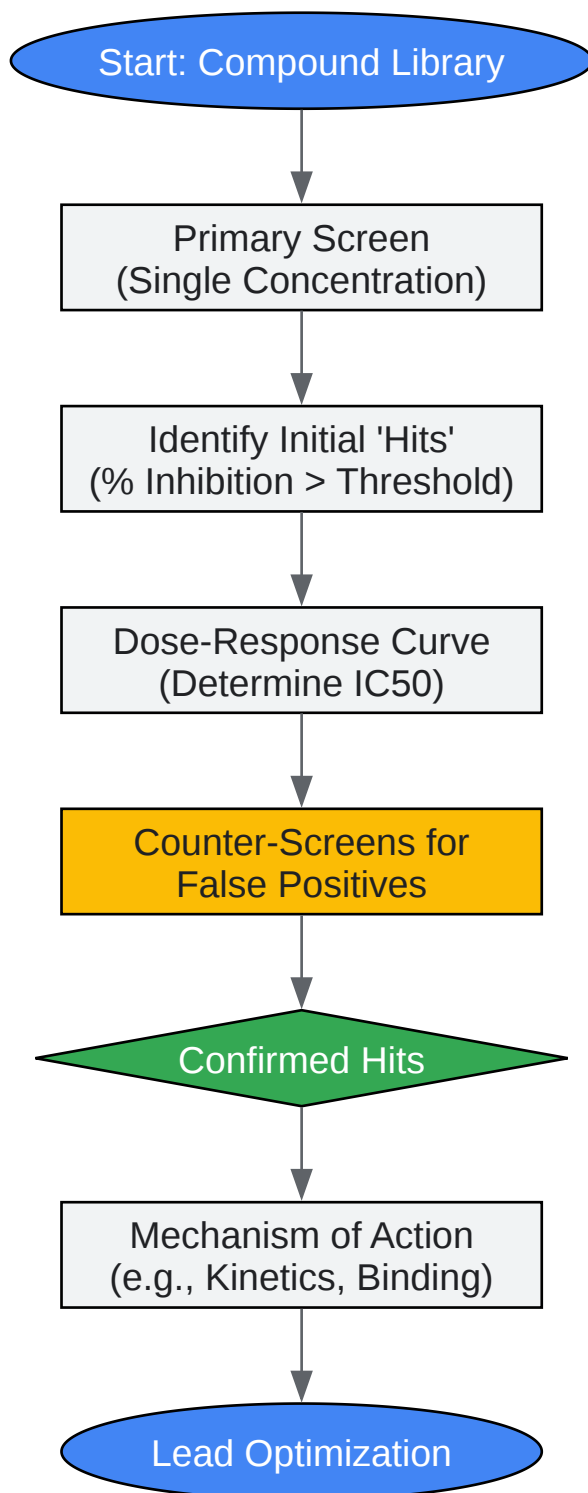 Start: Compound Library
Primary Screen
(Single Concentration)
Identify Initial 'Hits'
(% Inhibition > Threshold)
Dose-Response Curve
(Determine IC50)
Counter-Screens for
False Positives
Confirmed Hits
Mechanism of Action
(e.g., Kinetics, Binding)
Lead Optimization